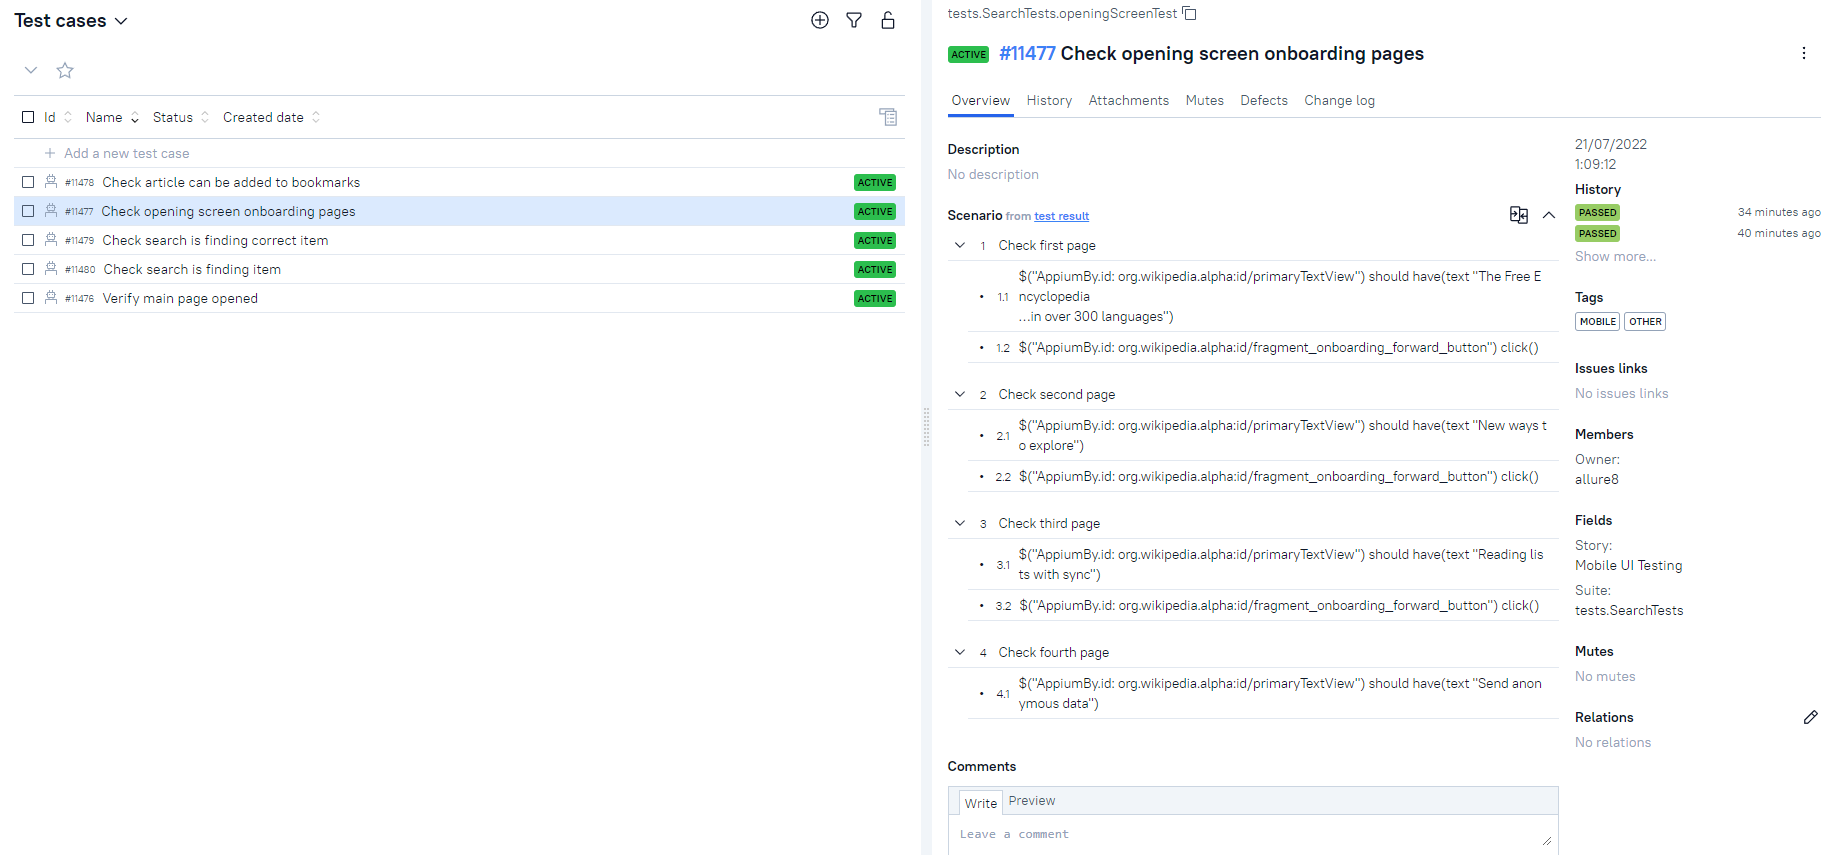 Test cases
Id Name Status Created date
Add a new test case
#11478 Check article can be added to bookmarks ACTIVE
#11477 Check opening screen onboarding pages ACTIVE
#11479 Check search is finding correct item ACTIVE
#11480 Check search is finding item ACTIVE
#11476 Verify main page opened ACTIVE
tests.SearchTests.openingScreenTest
ACTIVE #11477 Check opening screen onboarding pages
Overview History Attachments Mutes Defects Change log
Description
No description
Scenario from test result
1 Check first page
1.1 $("AppiumBy.id: org.wikipedia.alpha:id/primaryTextView") should have(text "The Free E
ncyclopedia
...in over 300 languages")
1.2 $("AppiumBy.id: org.wikipedia.alpha:id/fragment_onboarding_forward_button") click()
2 Check second page
2.1 $("AppiumBy.id: org.wikipedia.alpha:id/primaryTextView") should have(text "New ways t
o explore")
2.2 $("AppiumBy.id: org.wikipedia.alpha:id/fragment_onboarding_forward_button") click()
3 Check third page
3.1 $("AppiumBy.id: org.wikipedia.alpha:id/primaryTextView") should have(text "Reading lis
ts with sync")
3.2 $("AppiumBy.id: org.wikipedia.alpha:id/fragment_onboarding_forward_button") click()
4 Check fourth page
4.1 $("AppiumBy.id: org.wikipedia.alpha:id/primaryTextView") should have(text "Send anon
ymous data")
Comments
Write Preview
Leave a comment
21/07/2022
1:09:12
History
PASSED 34 minutes ago
PASSED 40 minutes ago
Show more...
Tags
MOBILE OTHER
Issues links
No issues links
Members
Owner:
allure8
Fields
Story:
Mobile UI Testing
Suite:
tests.SearchTests
Mutes
No mutes
Relations
No relations